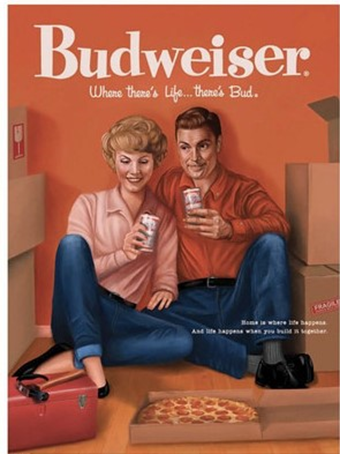 Budweiser®
Where there's Life...there's Bud.
FRAGILE
Home is where life happens.
And life happens when you build it together.